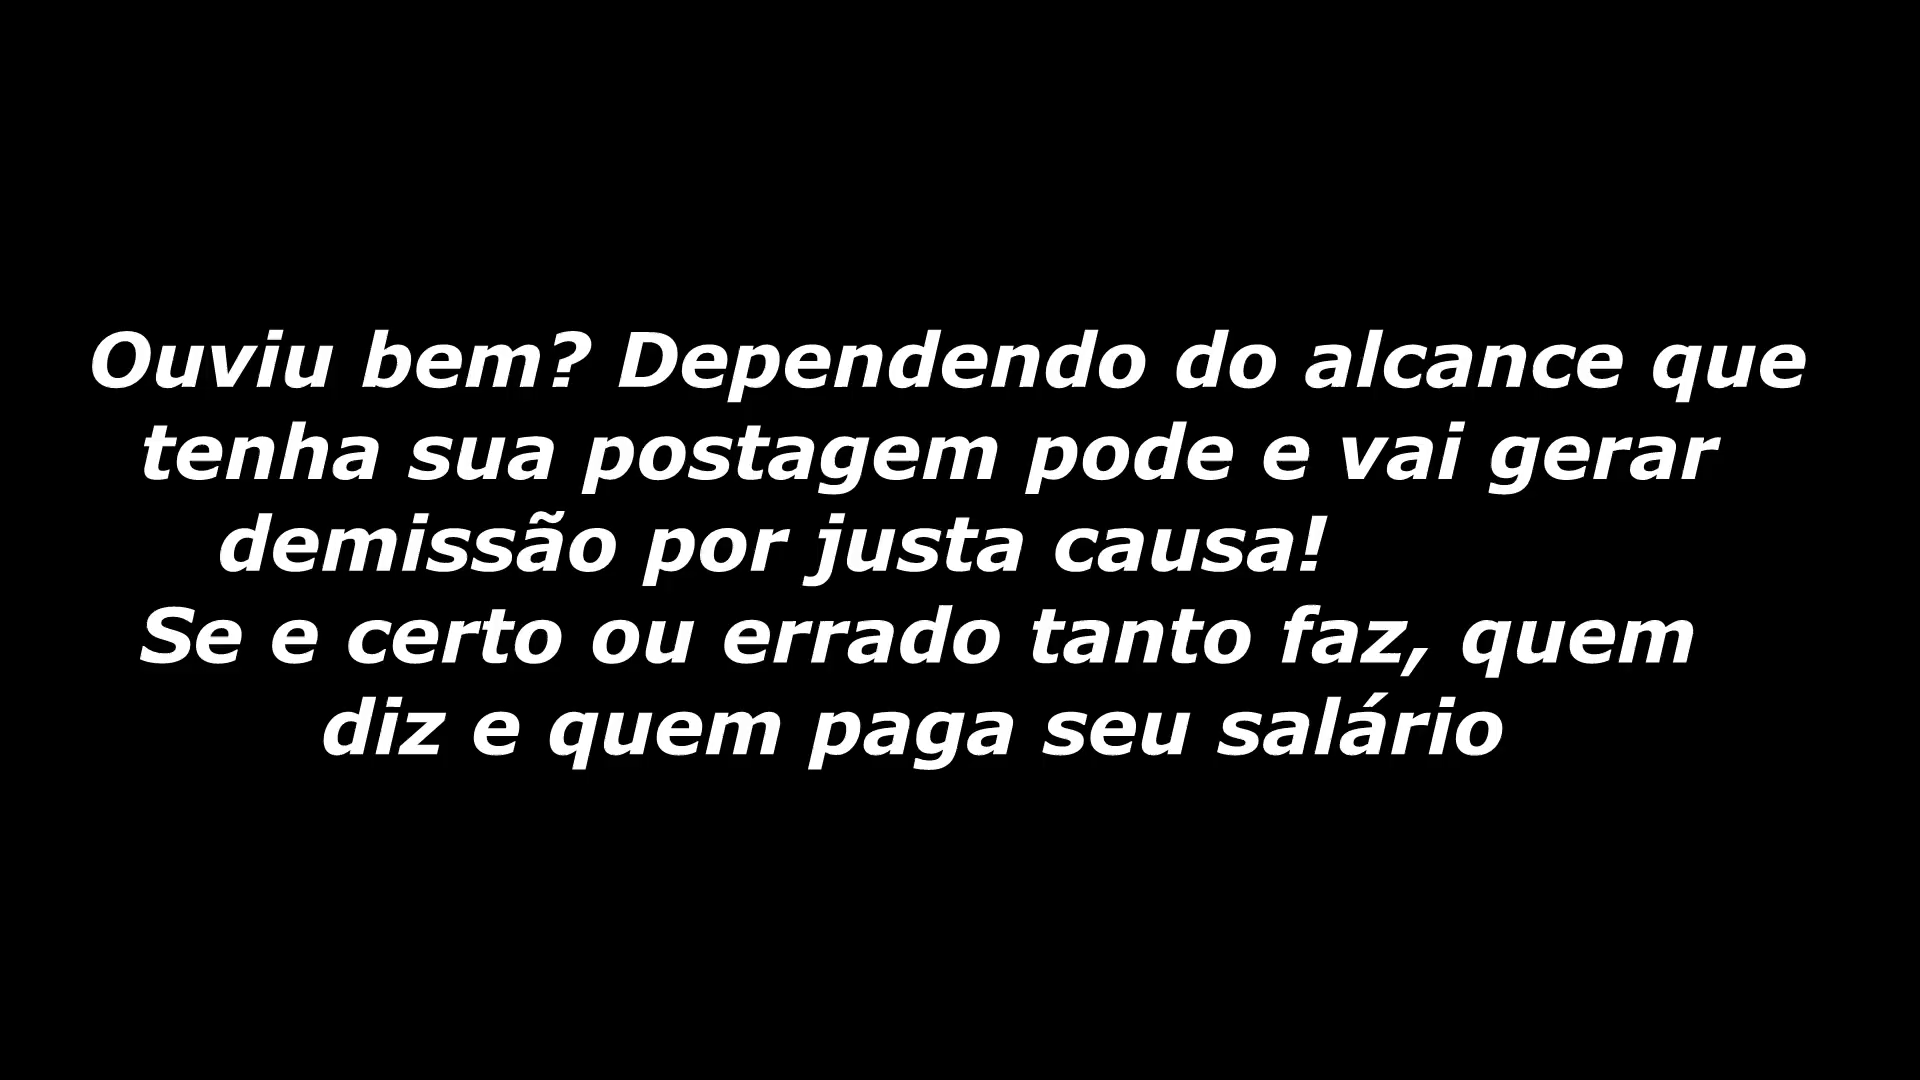 Ouviu bem? Dependendo do alcance que
tenha sua postagem pode e vai gerar
demissão por justa causa!
Se e certo ou errado tanto faz, quem
diz e quem paga seu salário